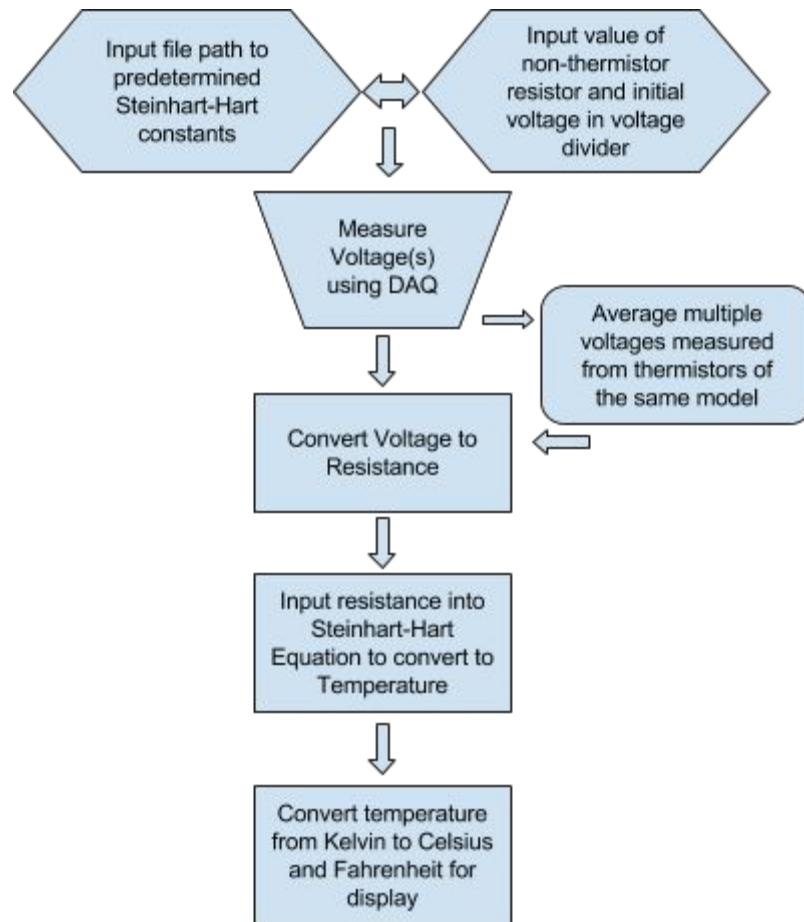 Input file path to
predetermined
Steinhart-Hart
constants
Input value of
non-thermistor
resistor and initial
voltage in voltage
divider
Measure
Voltage(s)
using DAQ
Average multiple
voltages measured
from thermistors of
the same model
Convert Voltage to
Resistance
Input resistance into
Steinhart-Hart
Equation to convert to
Temperature
Convert temperature
from Kelvin to Celsius
and Fahrenheit for
display